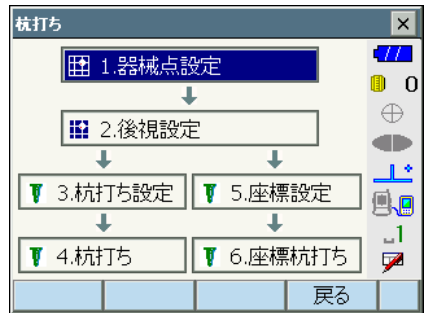 杭打ち
1.器械点設定
0
2.後視設定
3.杭打ち設定
5.座標設定
1
4.杭打ち
6.座標杭打ち
戻る